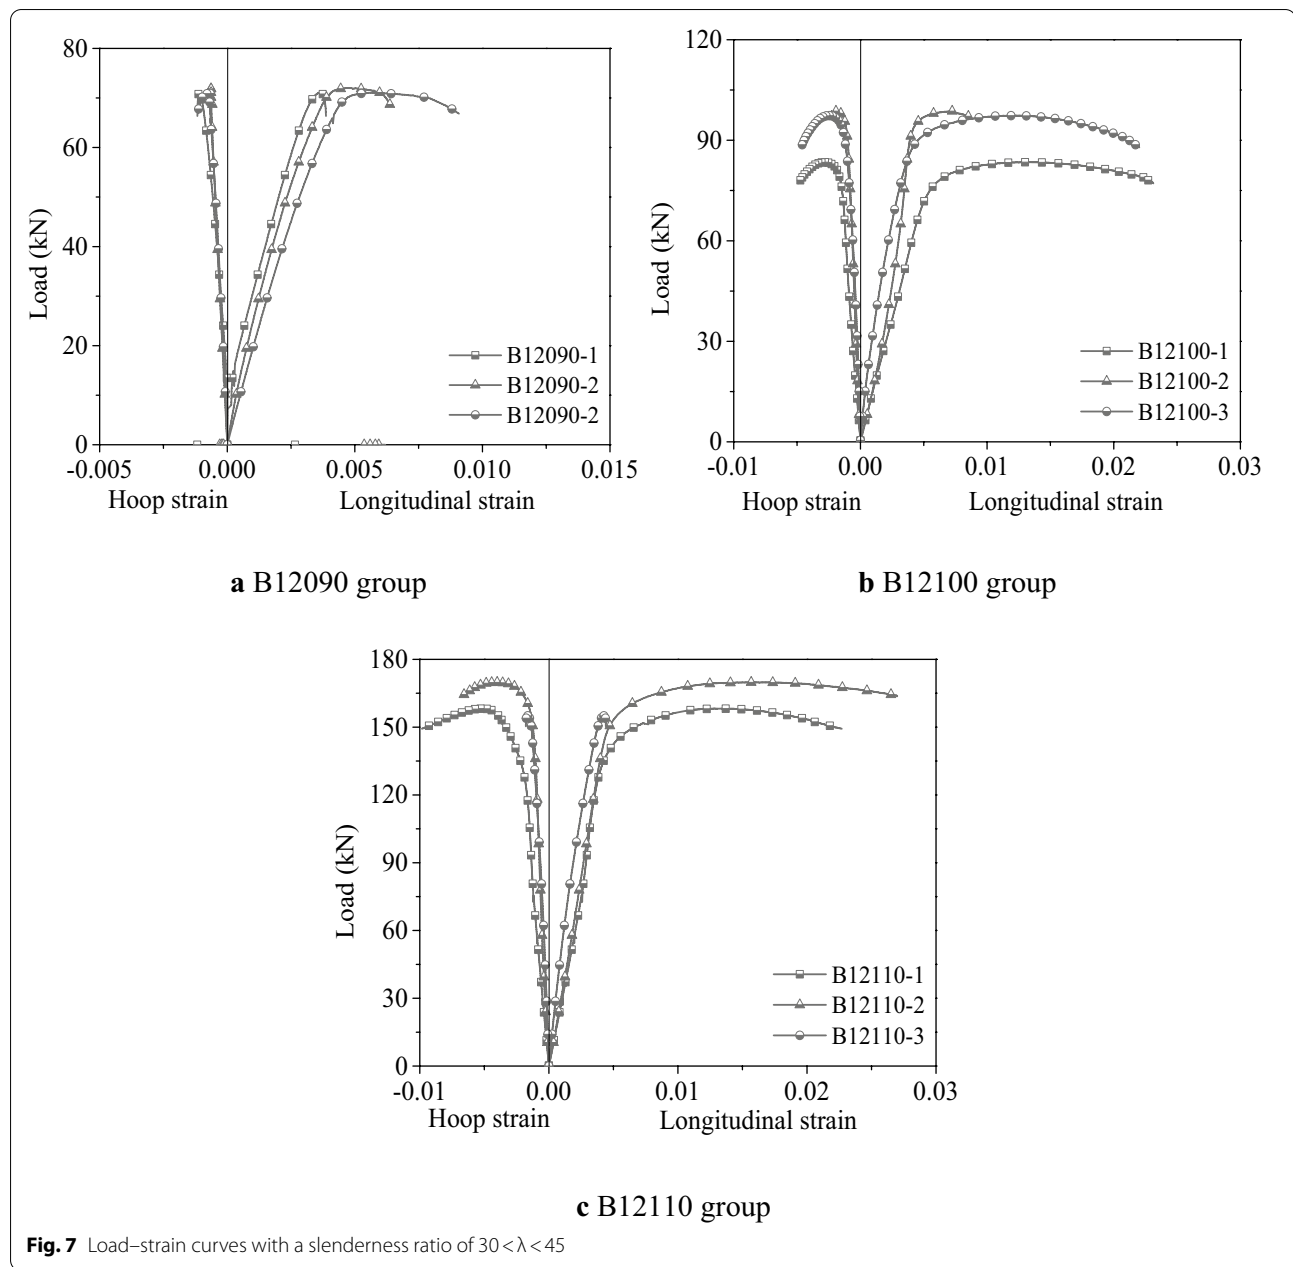 80
60
40
20
0
Load (kN)
B12090-1
B12090-2
B12090-2
-0.005 0.000 0.005 0.010 0.015
Hoop strain Longitudinal strain
a B12090 group
120
90
60
30
0
Load (kN)
B12100-1
B12100-2
B12100-3
-0.01 0.00 0.01 0.02 0.03
Hoop strain Longitudinal strain
b B12100 group
180
150
120
90
60
30
0
Load (kN)
B12110-1
B12110-2
B12110-3
-0.01 0.00 0.01 0.02 0.03
Hoop strain Longitudinal strain
c B12110 group
Fig. 7 Load–strain curves with a slenderness ratio of 30 < λ < 45